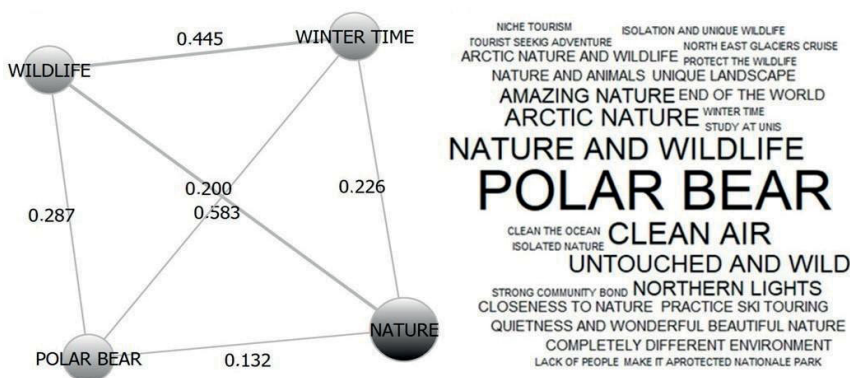 0.445
WINTER TIME
WILDLIFE
0.200
0.583
0.226
0.287
NATURE
POLAR BEAR
0.132
NICHE TOURISM
ISOLATION AND UNIQUE WILDLIFE
TOURIST SEEKIG ADVENTURE
NORTH EAST GLACIERS CRUISE
ARCTIC NATURE AND WILDLIFE
PROTECT THE WILDLIFE
NATURE AND ANIMALS UNIQUE LANDSCAPE
AMAZING NATURE END OF THE WORLD
ARCTIC NATURE
WINTER TIME
STUDY AT UNIS
NATURE AND WILDLIFE
POLAR BEAR
CLEAN THE OCEAN
CLEAN AIR
ISOLATED NATURE
UNTOUCHED AND WILD
STRONG COMMUNITY BOND NORTHERN LIGHTS
CLOSENESS TO NATURE PRACTICE SKI TOURING
QUIETNESS AND WONDERFUL BEAUTIFUL NATURE
COMPLETELY DIFFERENT ENVIRONMENT
LACK OF PEOPLE MAKE IT APROTECTED NATIONALE PARK